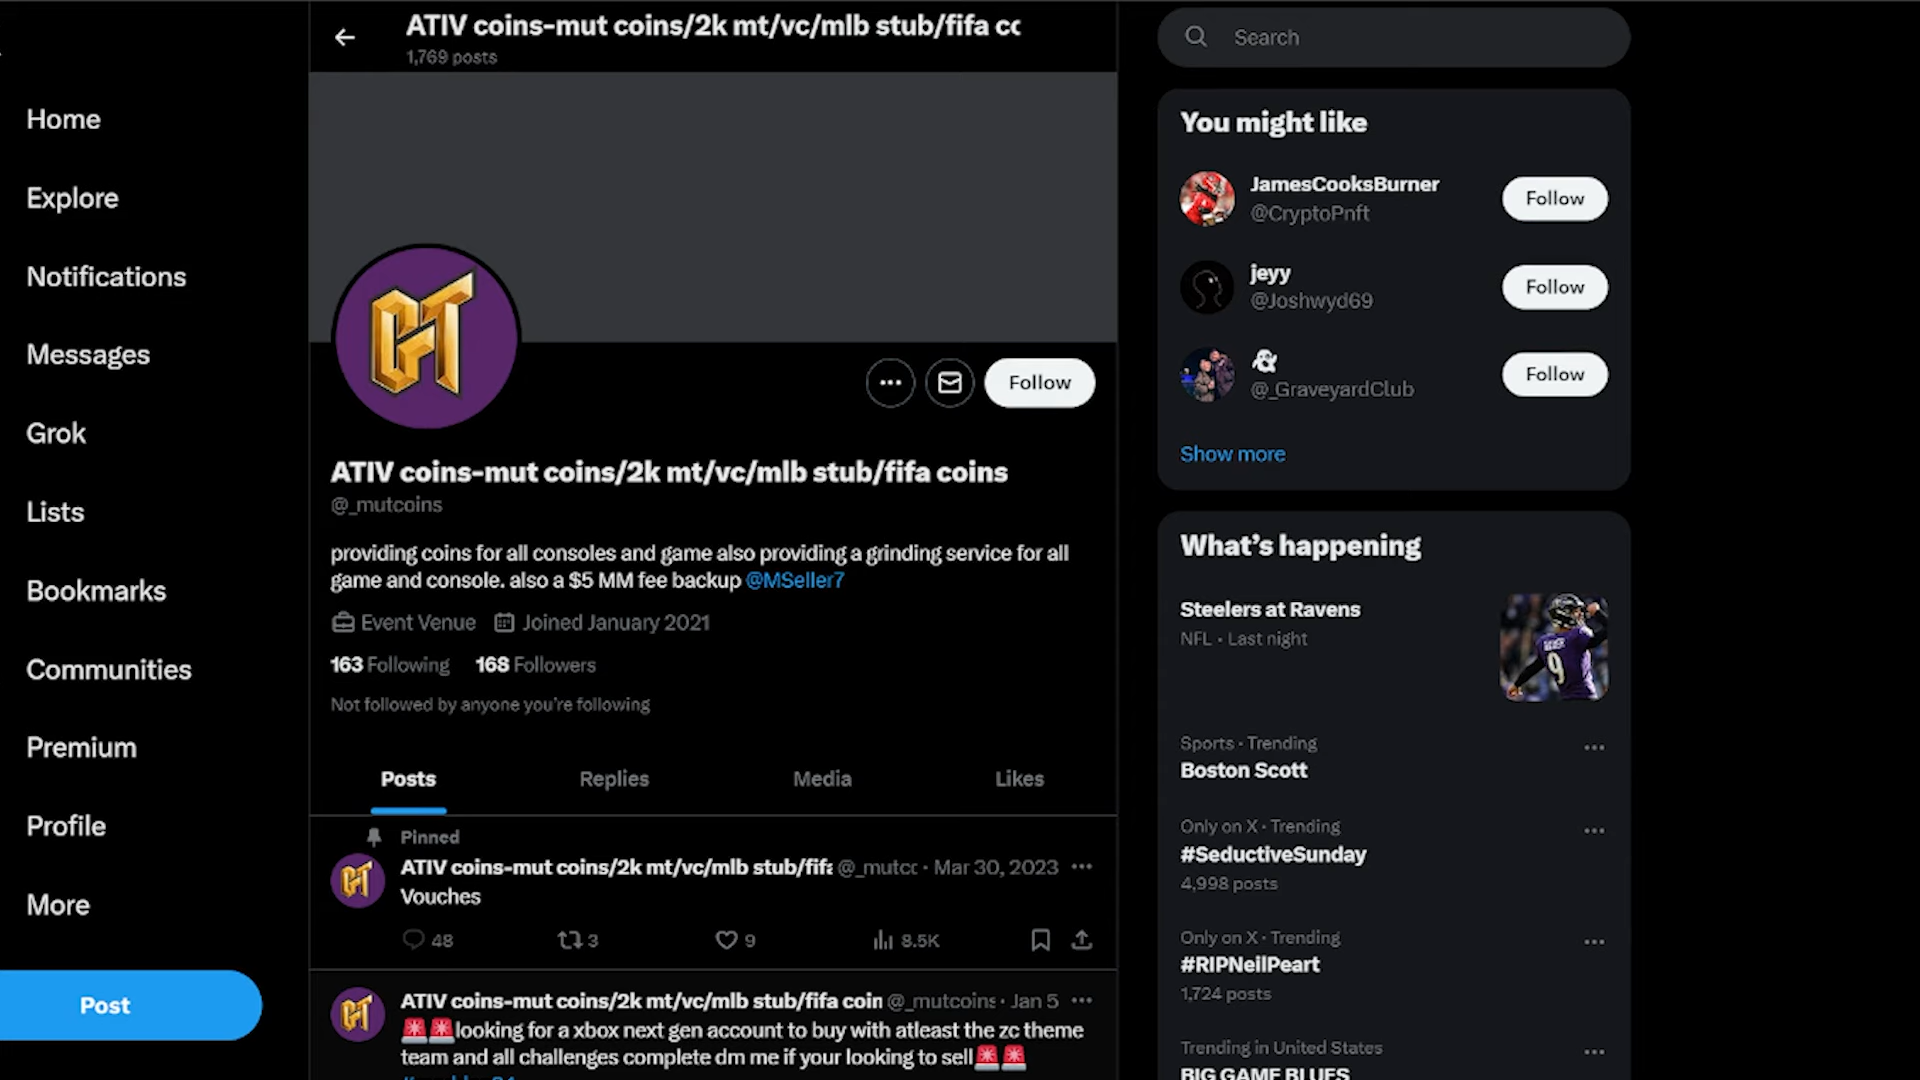 ATIV coins-mut coins/2k mt/vc/mlb stub/fifa cc
1,769 posts
Search
Home
Explore
Notifications
Messages
Grok
Lists
Bookmarks
Communities
Premium
Profile
More
Post
Follow
ATIV coins-mut coins/2k mt/vc/mlb stub/fifa coins
@_mutcoins
providing coins for all consoles and game also providing a grinding service for all
game and console. also a $5 MM fee backup @MSeller7
Event Venue Joined January 2021
163 Following 168 Followers
Not followed by anyone you're following
Posts Replies Media Likes
Pinned
ATIV coins-mut coins/2k mt/vc/mlb stub/fifa @_mutcc · Mar 30, 2023
Vouches
48 3 9 8.5K
ATIV coins-mut coins/2k mt/vc/mlb stub/fifa coin @_mutcoins · Jan 5
🚨🚨looking for a xbox next gen account to buy with atleast the zc theme
team and all challenges complete dm me if your looking to sell🚨🚨
You might like
JamesCooksBurner
@CryptoPnft
Follow
jeyy
@Joshwyd69
Follow
👻
@_GraveyardClub
Follow
Show more
What's happening
Steelers at Ravens
NFL · Last night
Sports · Trending
Boston Scott
Only on X · Trending
#SeductiveSunday
4,998 posts
Only on X · Trending
#RIPNeilPeart
1,724 posts
Trending in United States
BIG GAME BLUES